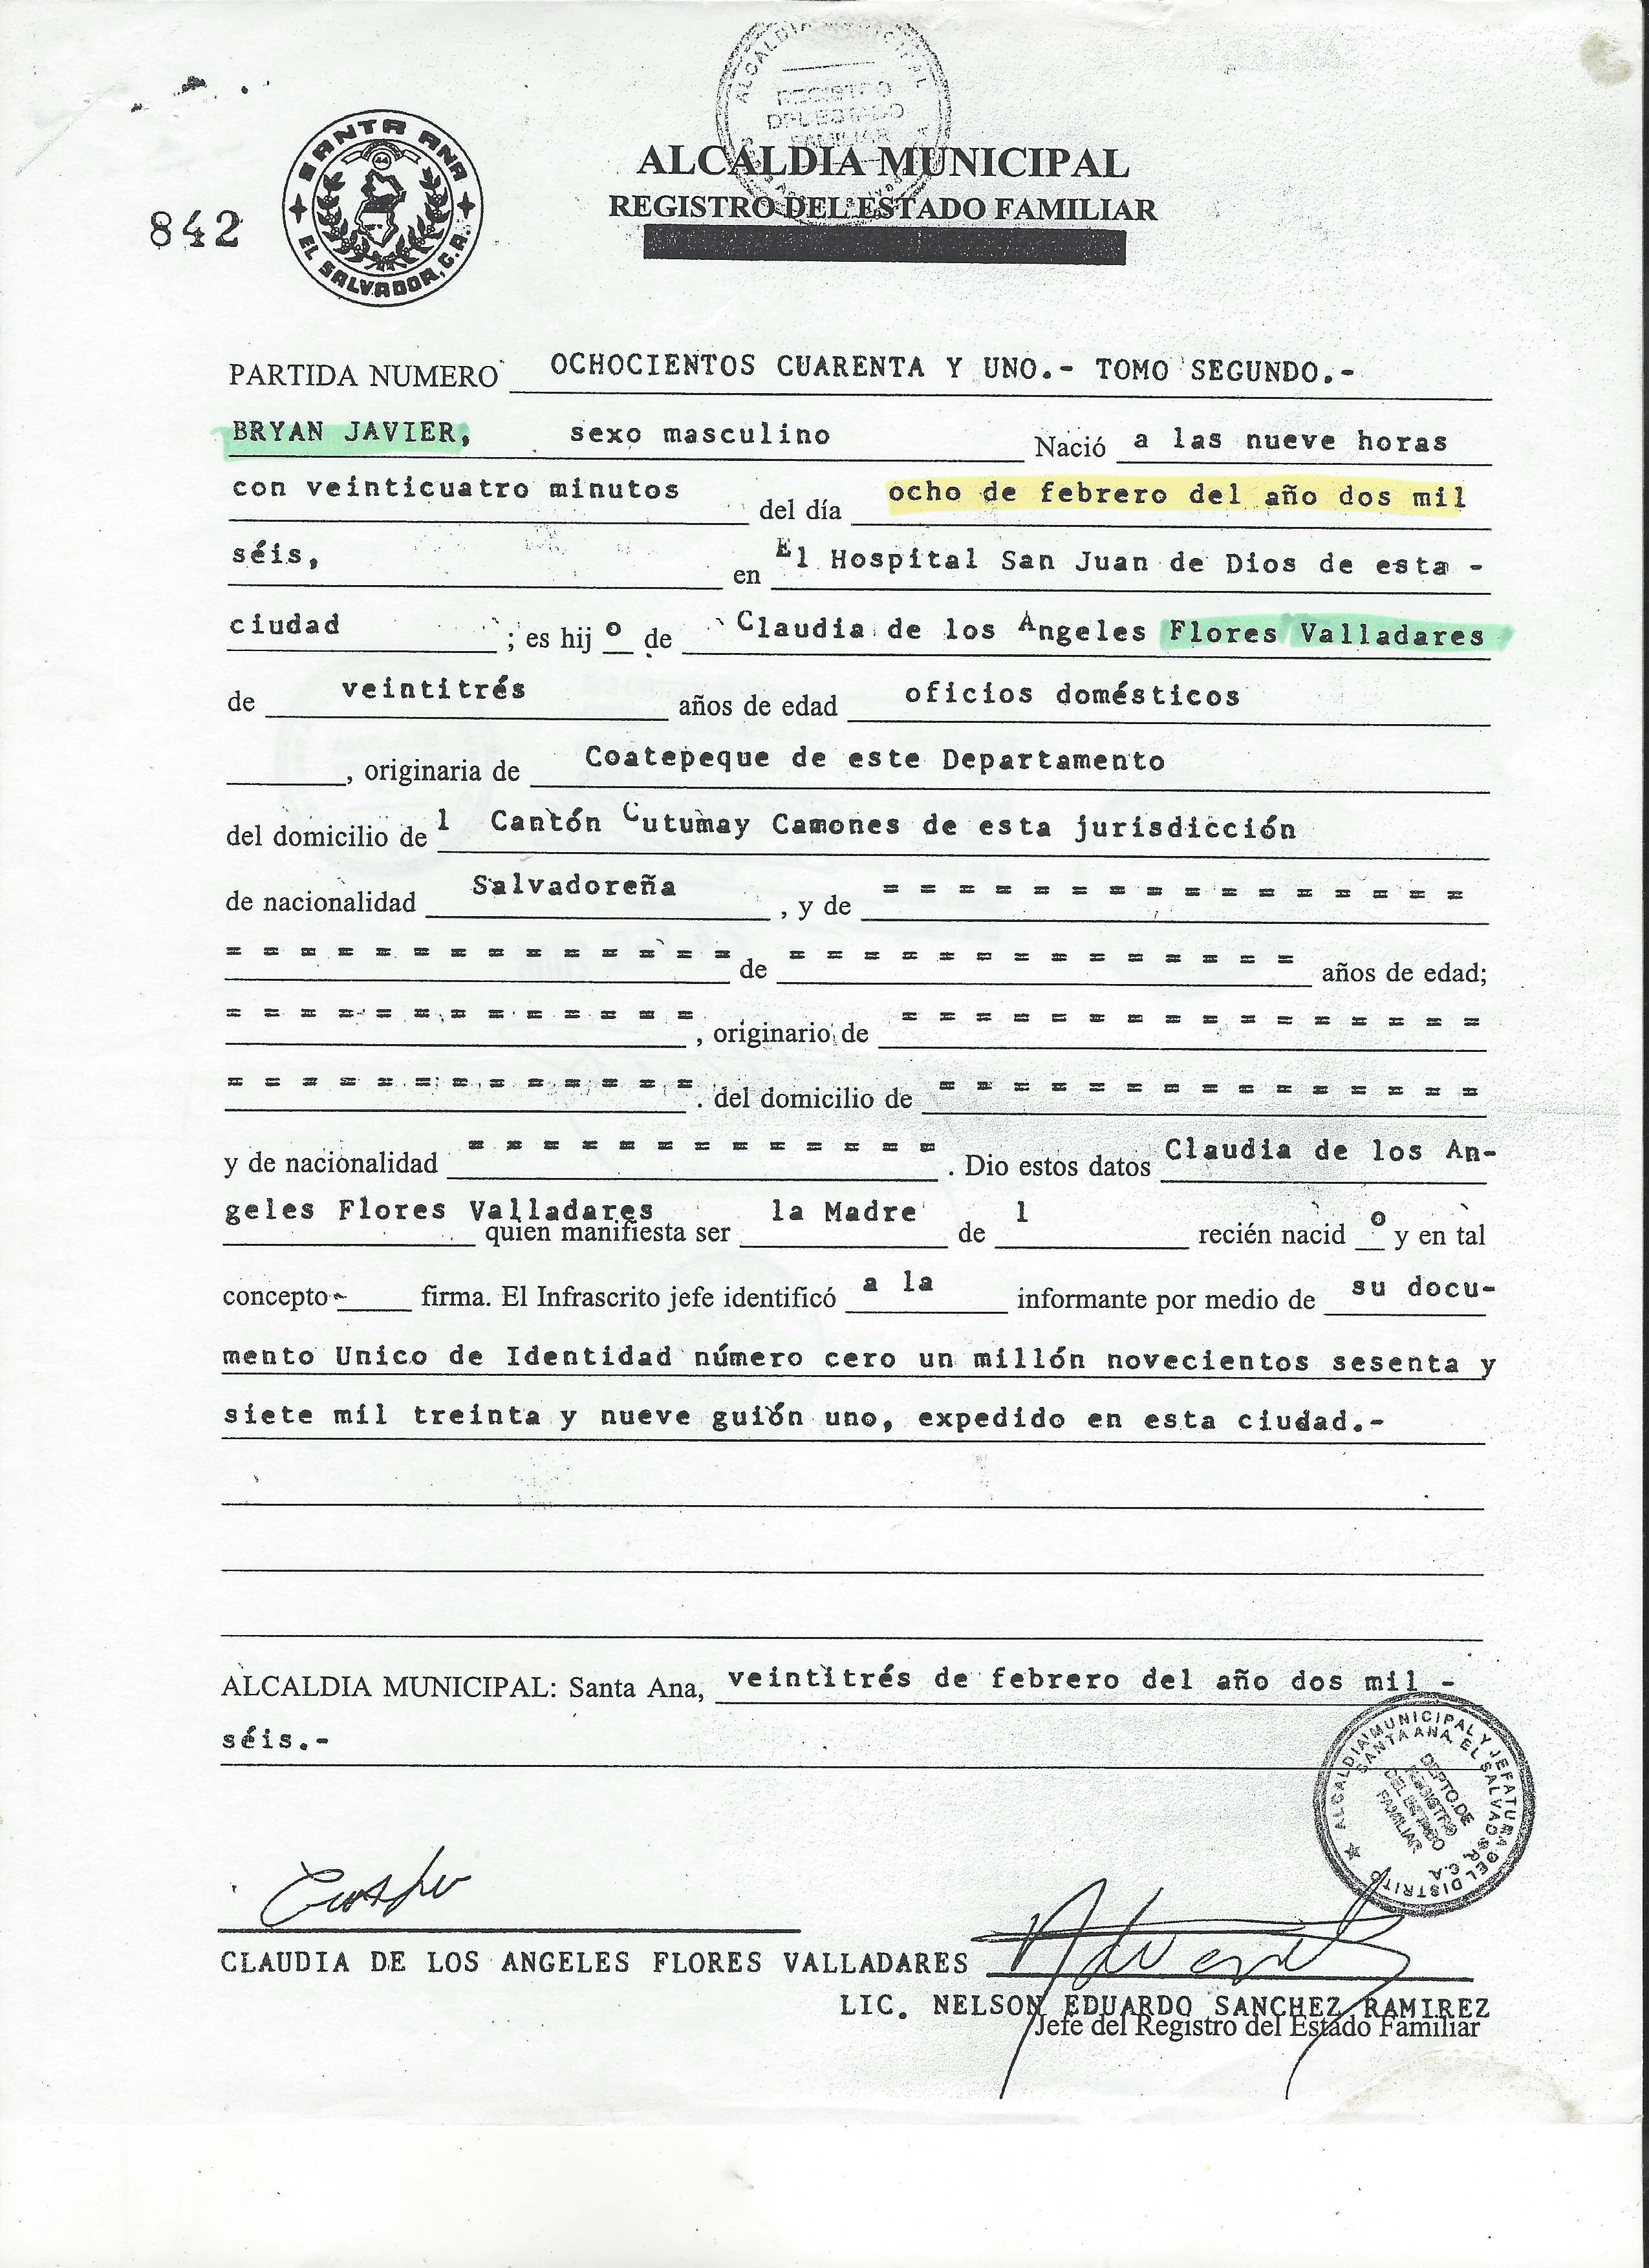 ALCALDIA MUNICIPAL
REGISTRO DEL ESTADO FAMILIAR
SANTA ANA
EL SALVADOR, C.A.
842
ALCALDIA MUNICIPAL
REGISTRO DEL ESTADO FAMILIAR
PARTIDA NUMERO OCHOCIENTOS CUARENTA Y UNO.- TOMO SEGUNDO.-
BRYAN JAVIER, sexo masculino Nació a las nueve horas
con veinticuatro minutos del día ocho de febrero del año dos mil
séis, en El Hospital San Juan de Dios de esta -
ciudad ; es hij o de Claudia de los Angeles Flores Valladares
de veintitrés años de edad oficios domésticos
, originaria de Coatepeque de este Departamento
del domicilio de l Cantón Cutumay Camones de esta jurisdicción
de nacionalidad Salvadoreña , y de = = = = = = = = = = = = = = = =
= = = = = = = = = = = = = = de = = = = = = = = = = = = = = años de edad;
= = = = = = = = = = = = = , originario de = = = = = = = = = = = = = = = =
= = = = = = = = = = = = = . del domicilio de = = = = = = = = = = = = = = =
y de nacionalidad = = = = = = = = = = = = = . Dio estos datos Claudia de los An-
geles Flores Valladares quien manifiesta ser la Madre de l recién nacid o y en tal
concepto firma. El Infrascrito jefe identificó a la informante por medio de su docu-
mento Unico de Identidad número cero un millón novecientos sesenta y
siete mil treinta y nueve guión uno, expedido en esta ciudad.-
ALCALDIA MUNICIPAL: Santa Ana, veintitrés de febrero del año dos mil -
séis.-
ALCALDIA MUNICIPAL Y JEFATURA DEL DISTRITO
SANTA ANA, EL SALVADOR, C.A.
DEPTO. DE
REGISTRO
DEL ESTADO
FAMILIAR
CLAUDIA DE LOS ANGELES FLORES VALLADARES
LIC. NELSON EDUARDO SANCHEZ RAMIREZ
Jefe del Registro del Estado Familiar